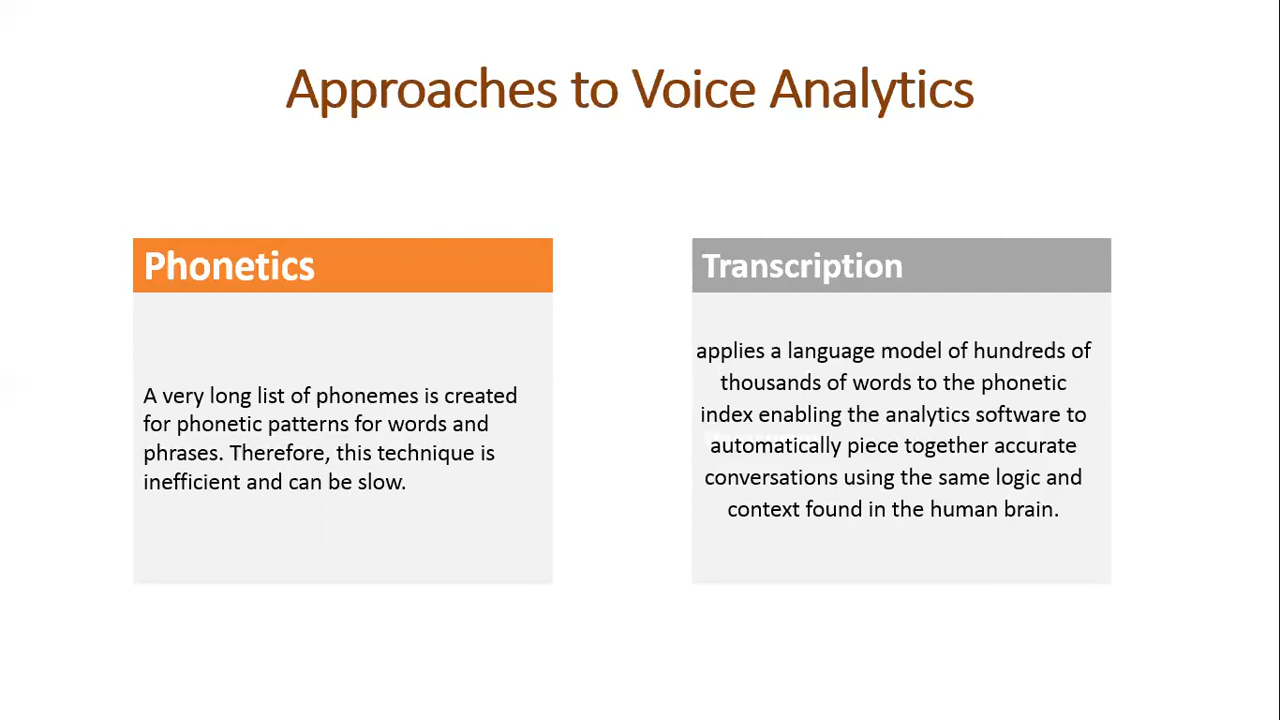 Approaches to Voice Analytics
Phonetics
A very long list of phonemes is created
for phonetic patterns for words and
phrases. Therefore, this technique is
inefficient and can be slow.
Transcription
applies a language model of hundreds of
thousands of words to the phonetic
index enabling the analytics software to
automatically piece together accurate
conversations using the same logic and
context found in the human brain.